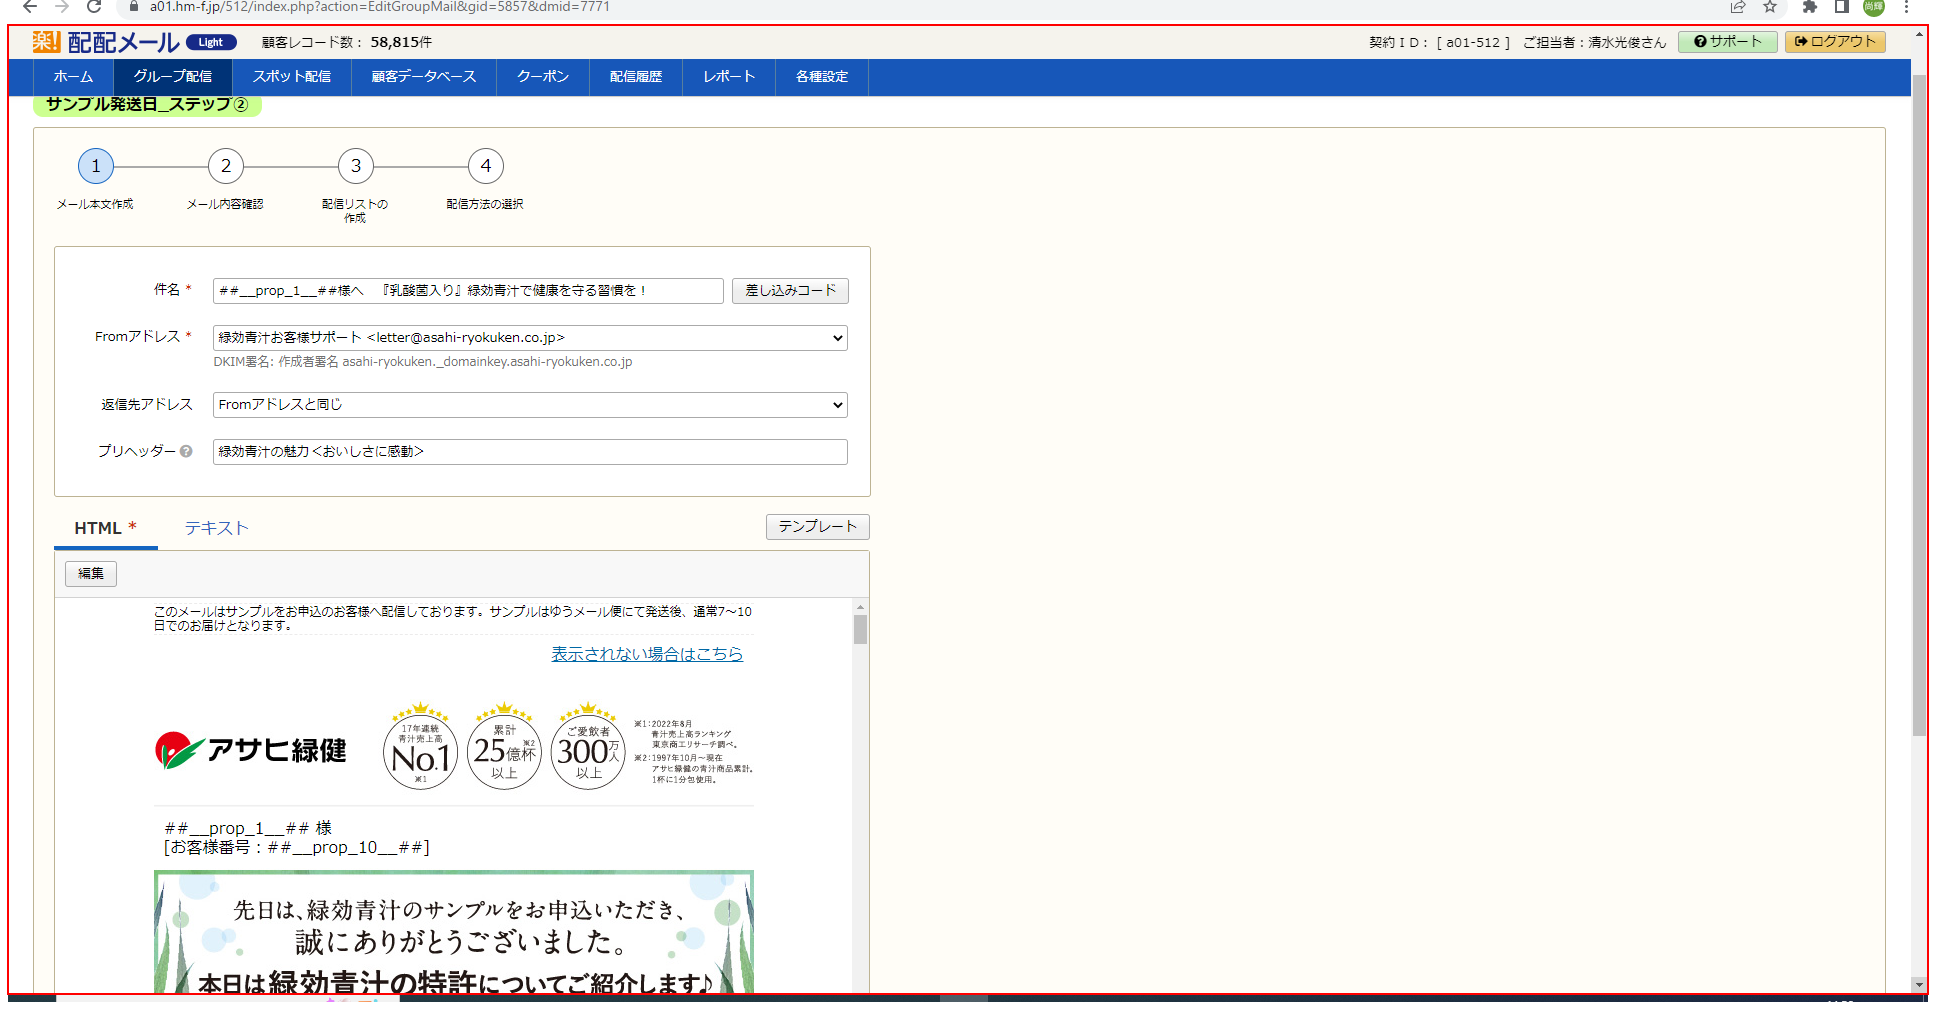 a01.hm-f.jp/512/index.php?action=EditGroupMail&gid=5857&dmid=7771
尚輝
楽! 配配メール Light 顧客レコード数： 58,815件
契約ＩＤ： [ a01-512 ] ご担当者：清水光俊さん サポート ログアウト
ホーム グループ配信 スポット配信 顧客データベース クーポン 配信履歴 レポート 各種設定
サンプル発送日_ステップ②
1 2 3 4
メール本文作成 メール内容確認 配信リストの作成 配信方法の選択
件名 * ##__prop_1__##様へ 『乳酸菌入り』緑効青汁で健康を守る習慣を！ 差し込みコード
Fromアドレス * 緑効青汁お客様サポート <letter@asahi-ryokuken.co.jp>
DKIM署名: 作成者署名 asahi-ryokuken._domainkey.asahi-ryokuken.co.jp
返信先アドレス Fromアドレスと同じ
プリヘッダー 緑効青汁の魅力＜おいしさに感動＞
HTML * テキスト テンプレート
編集
このメールはサンプルをお申込のお客様へ配信しております。サンプルはゆうメール便にて発送後、通常7～10
日でのお届けとなります。
表示されない場合はこちら
アサヒ緑健
17年連続
青汁売上高
No.1
※1
累計
25億杯※2
以上
ご愛飲者
300万人
以上
※1:2022年8月
青汁売上高ランキング
東京商工リサーチ調べ。
※2:1997年10月～現在
アサヒ緑健の青汁商品累計。
1杯に1分包使用。
##__prop_1__## 様
[お客様番号：##__prop_10__##]
先日は、緑効青汁のサンプルをお申込いただき、
誠にありがとうございました。
本日は緑効青汁の特許についてご紹介します♪